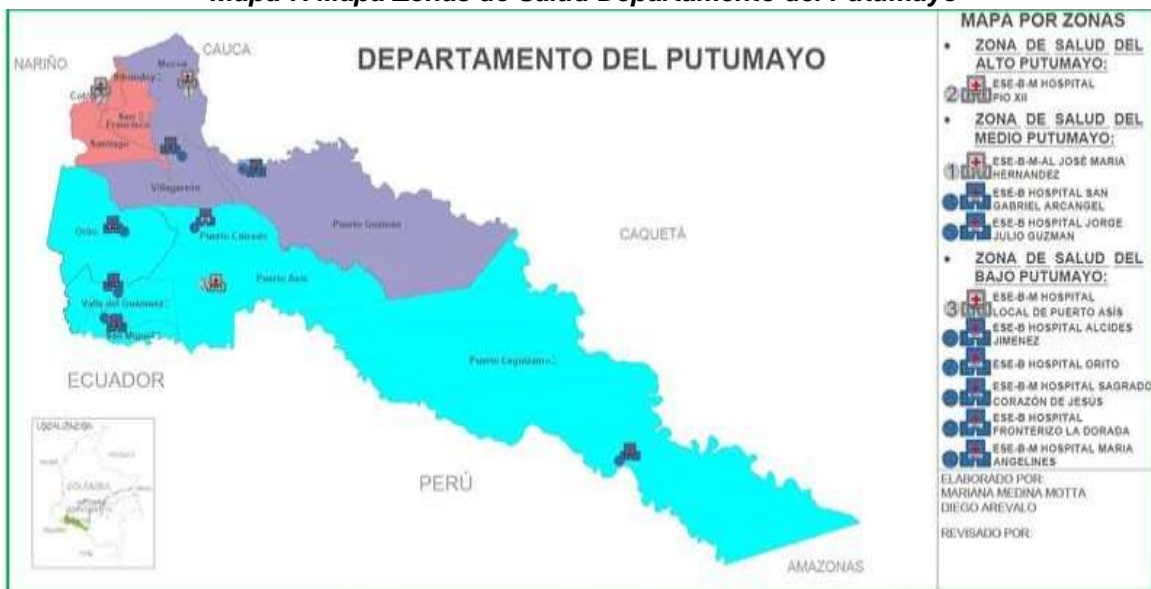 Mapa 7. Mapa Zonas de Salud Departamento del Putumayo
DEPARTAMENTO DEL PUTUMAYO
NARIÑO
CAUCA
Mocoa
Sibundoy
Colón
San Francisco
Santiago
Villagarzón
Puerto Guzmán
CAQUETÁ
Orito
Puerto Caicedo
Puerto Asís
Valle del Guamuez
San Miguel
Puerto Leguizamo
ECUADOR
PERÚ
AMAZONAS
LOCALIZACIÓN
COLOMBIA
MAPA POR ZONAS
• ZONA DE SALUD DEL
ALTO PUTUMAYO:
2 ESE-B-M HOSPITAL
PIO XII
• ZONA DE SALUD DEL
MEDIO PUTUMAYO:
1 ESE-B-M-AL JOSÉ MARIA
HERNANDEZ
ESE-B HOSPITAL SAN
GABRIEL ARCANGEL
ESE-B HOSPITAL JORGE
JULIO GUZMAN
• ZONA DE SALUD DEL
BAJO PUTUMAYO:
3 ESE-B-M HOSPITAL
LOCAL DE PUERTO ASÍS
ESE-B HOSPITAL ALCIDES
JIMENEZ
ESE-B HOSPITAL ORITO
ESE-B-M HOSPITAL SAGRADO
CORAZÓN DE JESÚS
ESE-B HOSPITAL
FRONTERIZO LA DORADA
ESE-B-M HOSPITAL MARIA
ANGELINES
ELABORADO POR:
MARIANA MEDINA MOTTA
DIEGO AREVALO
REVISADO POR: